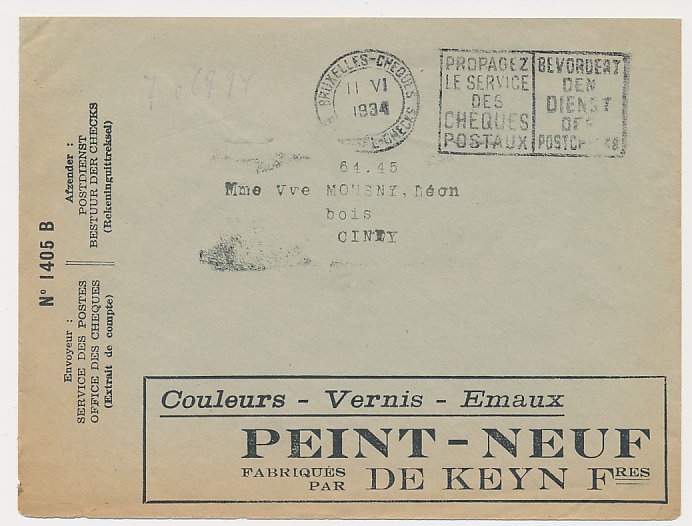 BRUXELLES-CHEQUES
11 VI
1934
L-CHECKS
PROPAGEZ
LE SERVICE
DES
CHEQUES
POSTAUX
BEVORDERT
DEN
DIENST
DER
64.45
Mme Vve MOUSNY, Léon
bois
CINEY
N° 1405 B
Afzender :
POSTDIENST
BESTUUR DER CHECKS
(Rekeninguittreksel)
Envoyeur :
SERVICE DES POSTES
OFFICE DES CHEQUES
(Extrait de compte)
Couleurs - Vernis - Emaux
PEINT-NEUF
FABRIQUÉS PAR DE KEYN FRES